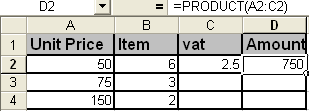 D2 = =PRODUCT(A2:C2)
A B C D
1 Unit Price Item vat Amount
2 50 6 2.5 750
3 75 3
4 150 2